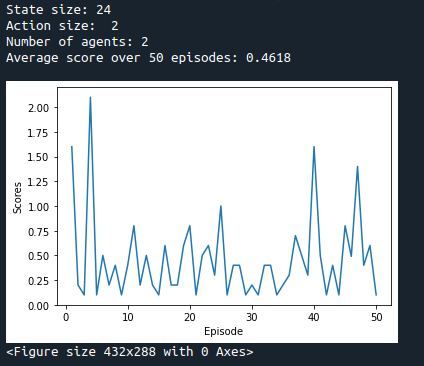 State size: 24
Action size:  2
Number of agents: 2
Average score over 50 episodes: 0.4618
2.00
1.75
1.50
1.25
1.00
0.75
0.50
0.25
0.00
Scores
0 10 20 30 40 50
Episode
<Figure size 432x288 with 0 Axes>